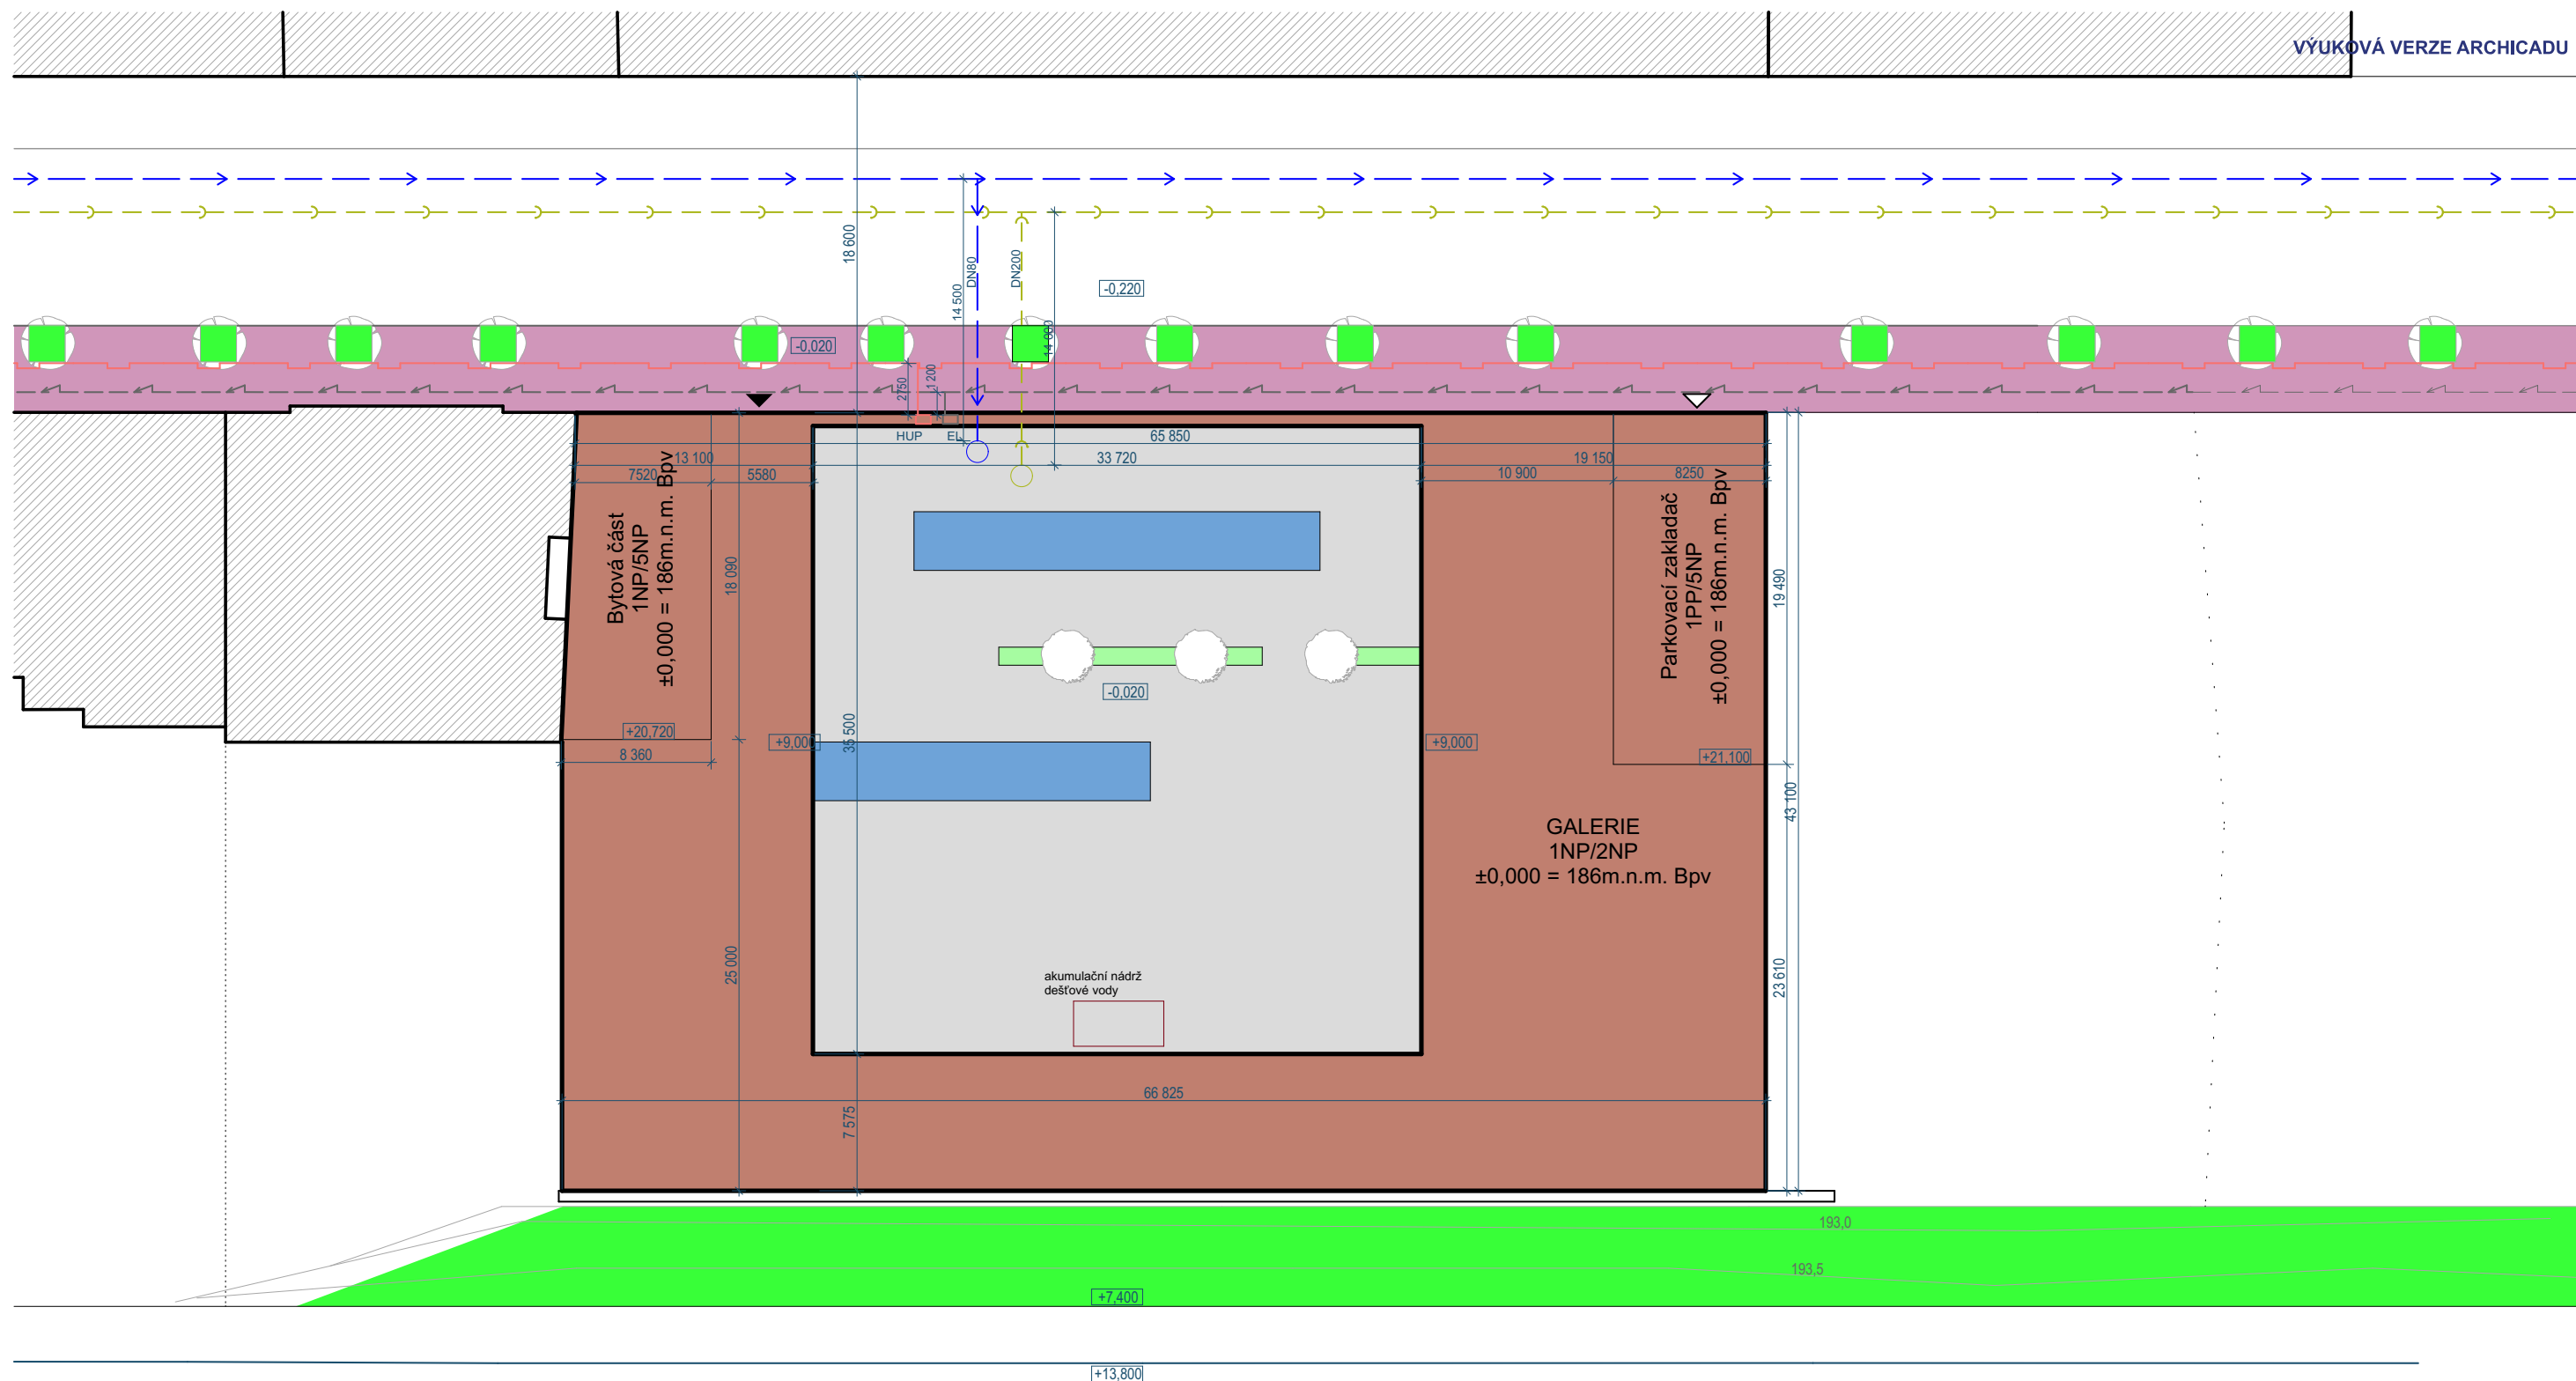 VÝUKOVÁ VERZE ARCHICADU
18 600
DN80
DN200
14 500
-0,220
14 000
-0,020
2750
1 200
HUP
EL
65 850
13 100
33 720
19 150
7520
5580
10 900
8250
Bytová část
1NP/5NP
±0,000 = 186m.n.m. Bpv
18 090
Parkovací zakladač
1PP/5NP
±0,000 = 186m.n.m. Bpv
19 490
-0,020
+20,720
+9,000
35 500
+9,000
+21,100
8 360
43 100
GALERIE
1NP/2NP
±0,000 = 186m.n.m. Bpv
25 000
23 610
akumulační nádrž
dešťové vody
66 825
7 575
193,0
193,5
+7,400
+13,800